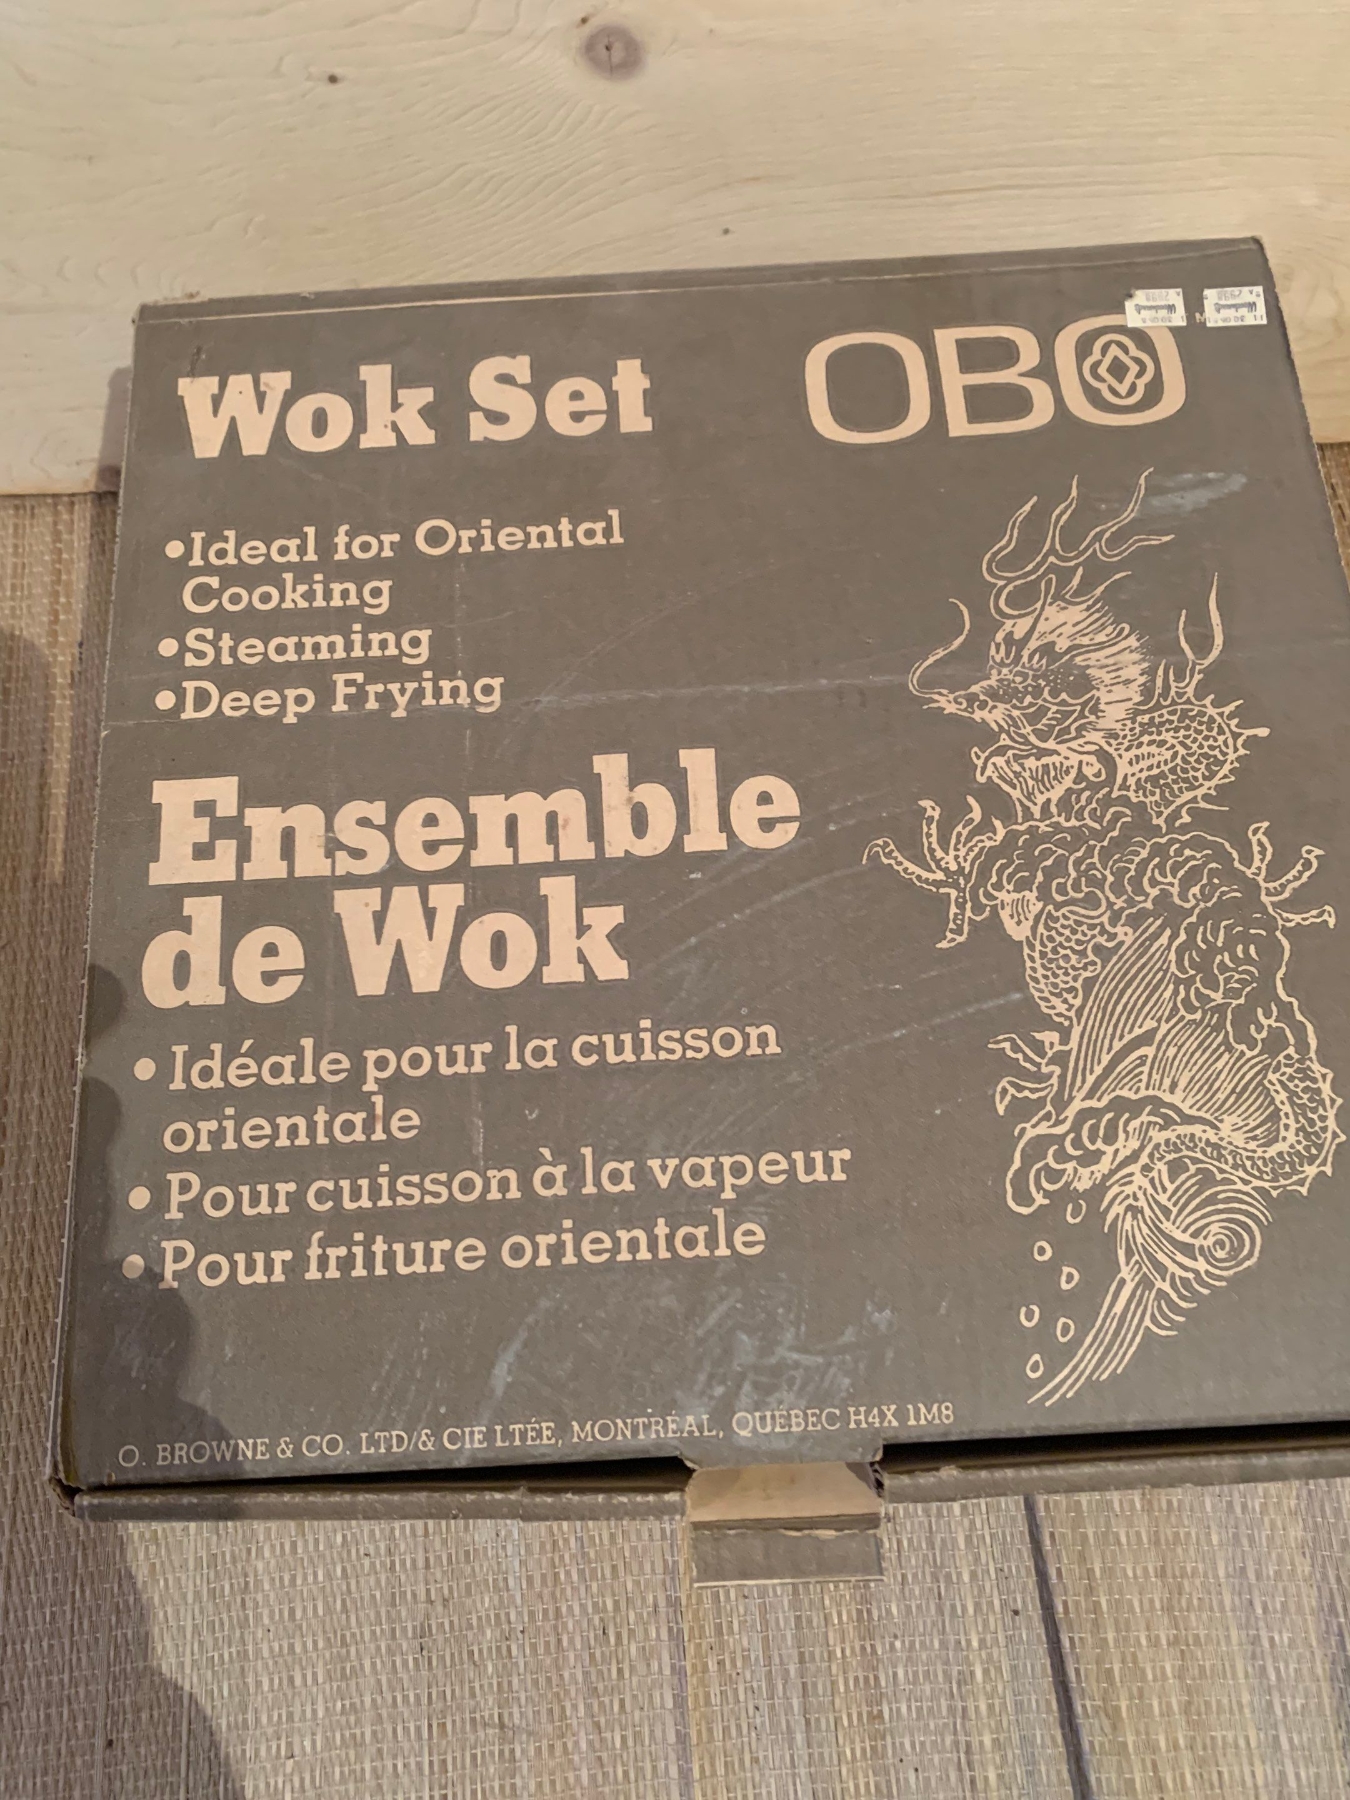 Wok Set
OBO
•Ideal for Oriental
Cooking
•Steaming
•Deep Frying
Ensemble
de Wok
• Idéale pour la cuisson
orientale
• Pour cuisson à la vapeur
• Pour friture orientale
O. BROWNE & CO. LTD/& CIE LTÉE, MONTRÉAL, QUÉBEC H4X 1M8